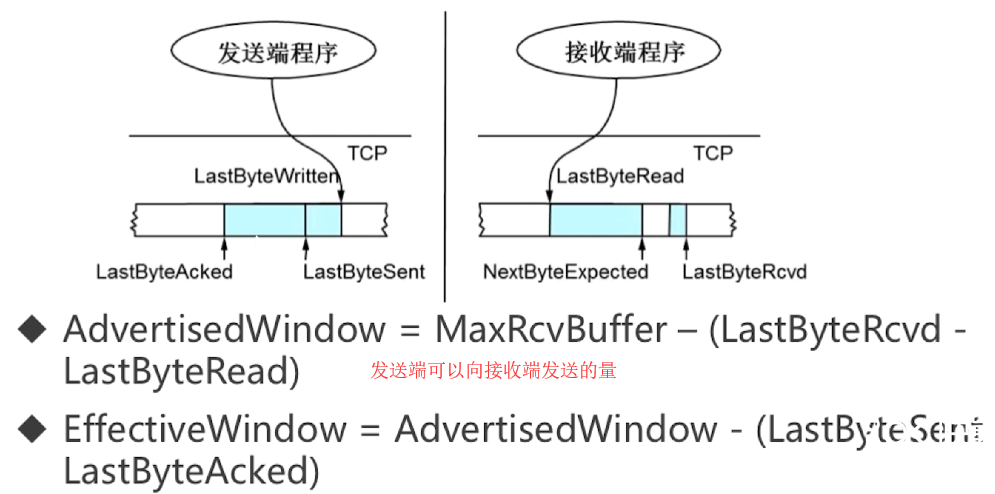 发送端程序
接收端程序
TCP
TCP
LastByteWritten
LastByteRead
LastByteAcked
LastByteSent
NextByteExpected
LastByteRcvd
◆ AdvertisedWindow = MaxRcvBuffer – (LastByteRcvd -
LastByteRead)
发送端可以向接收端发送的量
◆ EffectiveWindow = AdvertisedWindow - (LastByteSent
LastByteAcked)